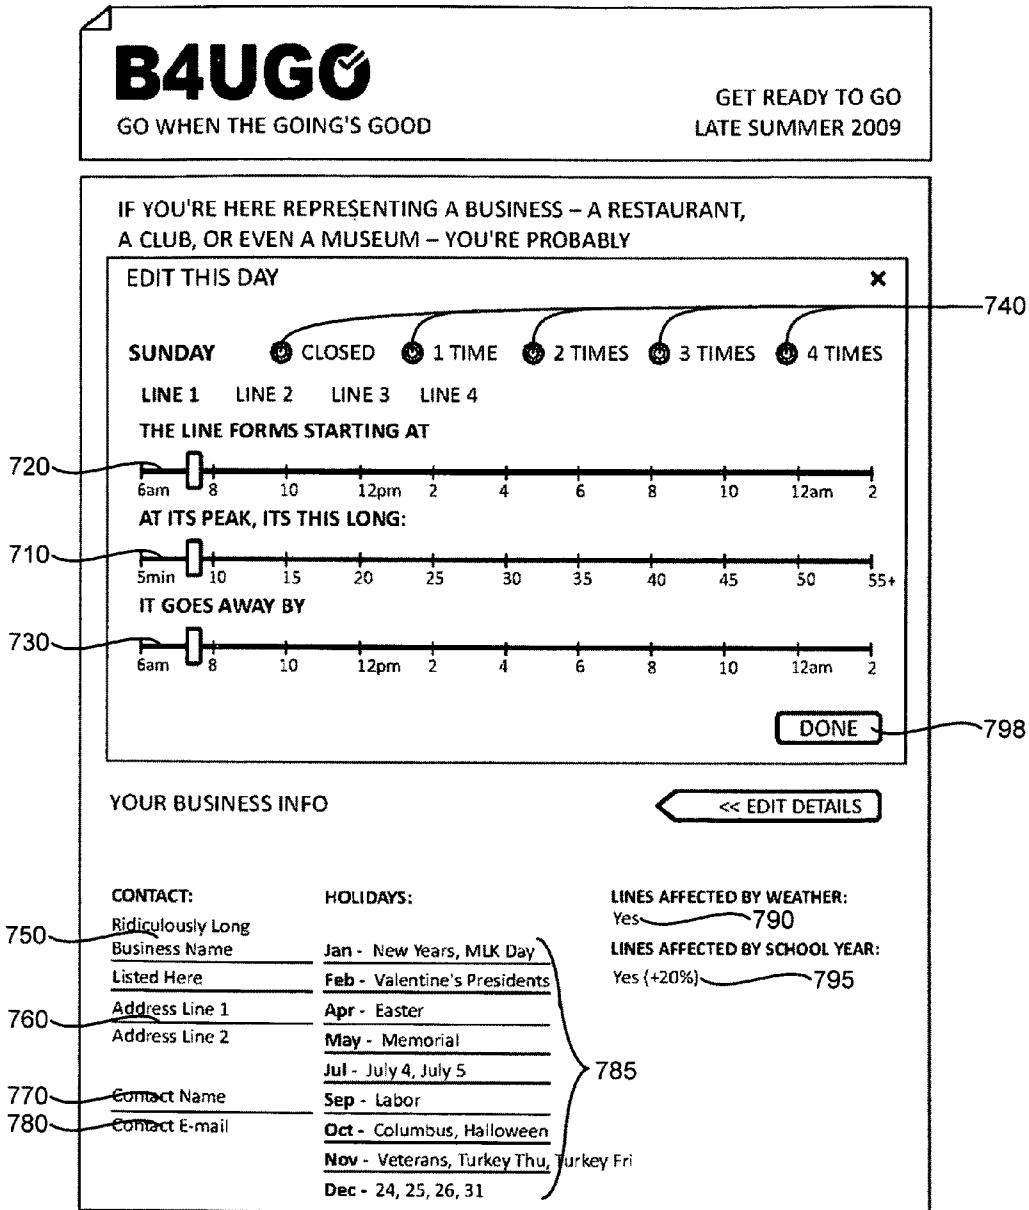 B4UGO
GO WHEN THE GOING'S GOOD
GET READY TO GO
LATE SUMMER 2009
IF YOU'RE HERE REPRESENTING A BUSINESS – A RESTAURANT,
A CLUB, OR EVEN A MUSEUM – YOU'RE PROBABLY
EDIT THIS DAY ×
740
SUNDAY CLOSED 1 TIME 2 TIMES 3 TIMES 4 TIMES
LINE 1 LINE 2 LINE 3 LINE 4
THE LINE FORMS STARTING AT
720
6am 8 10 12pm 2 4 6 8 10 12am 2
AT ITS PEAK, ITS THIS LONG:
710
5min 10 15 20 25 30 35 40 45 50 55+
IT GOES AWAY BY
730
6am 8 10 12pm 2 4 6 8 10 12am 2
DONE 798
YOUR BUSINESS INFO << EDIT DETAILS
CONTACT:
750
Ridiculously Long
Business Name
Listed Here
760
Address Line 1
Address Line 2
770 Contact Name
780 Contact E-mail
HOLIDAYS:
Jan - New Years, MLK Day
Feb - Valentine's Presidents
Apr - Easter
May - Memorial
Jul - July 4, July 5
Sep - Labor
Oct - Columbus, Halloween
Nov - Veterans, Turkey Thu, Turkey Fri
Dec - 24, 25, 26, 31
785
LINES AFFECTED BY WEATHER:
Yes 790
LINES AFFECTED BY SCHOOL YEAR:
Yes (+20%) 795